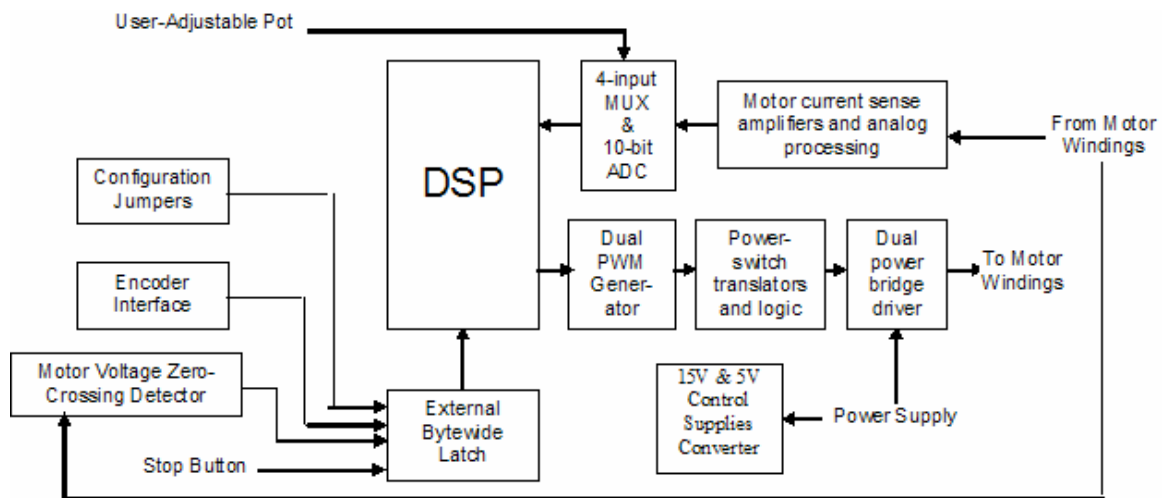 User-Adjustable Pot
DSP
4-input
MUX
&
10-bit
ADC
Motor current sense
amplifiers and analog
processing
From Motor
Windings
Configuration
Jumpers
Encoder
Interface
Dual
PWM
Gener-
ator
Power-
switch
translators
and logic
Dual
power
bridge
driver
To Motor
Windings
Motor Voltage Zero-
Crossing Detector
External
Bytewide
Latch
15V & 5V
Control
Supplies
Converter
Power Supply
Stop Button